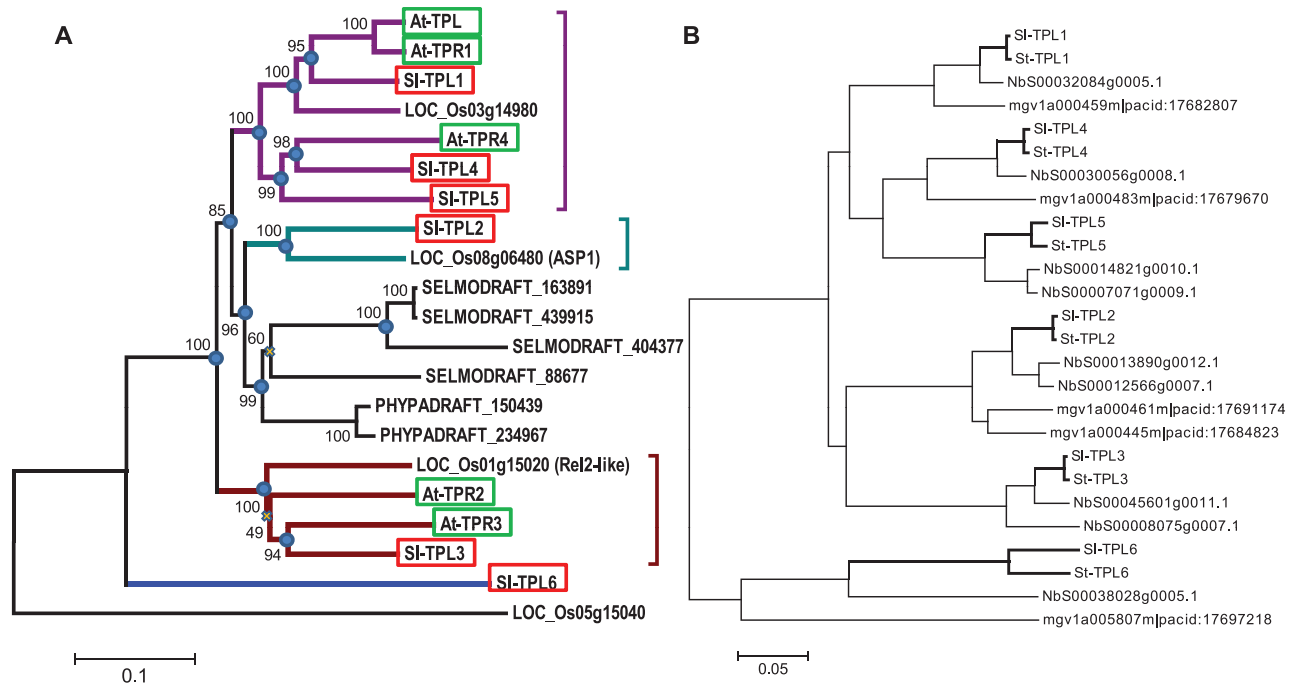 A
100
At-TPL
95
At-TPR1
100
Sl-TPL1
LOC_Os03g14980
100
98
At-TPR4
Sl-TPL4
99
Sl-TPL5
85
100
Sl-TPL2
LOC_Os08g06480 (ASP1)
100
SELMODRAFT_163891
SELMODRAFT_439915
96
60
100
SELMODRAFT_404377
100
SELMODRAFT_88677
99
PHYPADRAFT_150439
100
PHYPADRAFT_234967
LOC_Os01g15020 (Rel2-like)
100
At-TPR2
49
At-TPR3
94
Sl-TPL3
Sl-TPL6
LOC_Os05g15040
0.1
B
Sl-TPL1
St-TPL1
NbS00032084g0005.1
mgv1a000459m|pacid:17682807
Sl-TPL4
St-TPL4
NbS00030056g0008.1
mgv1a000483m|pacid:17679670
Sl-TPL5
St-TPL5
NbS00014821g0010.1
NbS00007071g0009.1
Sl-TPL2
St-TPL2
NbS00013890g0012.1
NbS00012566g0007.1
mgv1a000461m|pacid:17691174
mgv1a000445m|pacid:17684823
Sl-TPL3
St-TPL3
NbS00045601g0011.1
NbS00008075g0007.1
Sl-TPL6
St-TPL6
NbS00038028g0005.1
mgv1a005807m|pacid:17697218
0.05